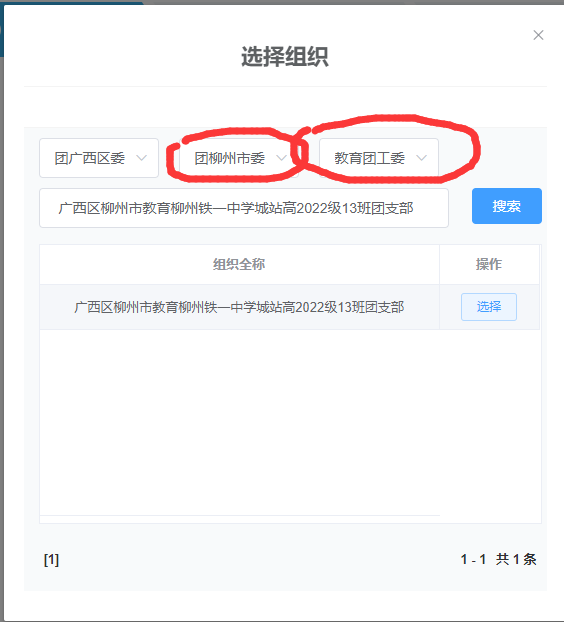 选择组织
团广西区委 团柳州市委 教育团工委
广西区柳州市教育柳州铁一中学城站高2022级13班团支部 搜索
组织全称 操作
广西区柳州市教育柳州铁一中学城站高2022级13班团支部 选择
[1] 1 - 1 共 1 条